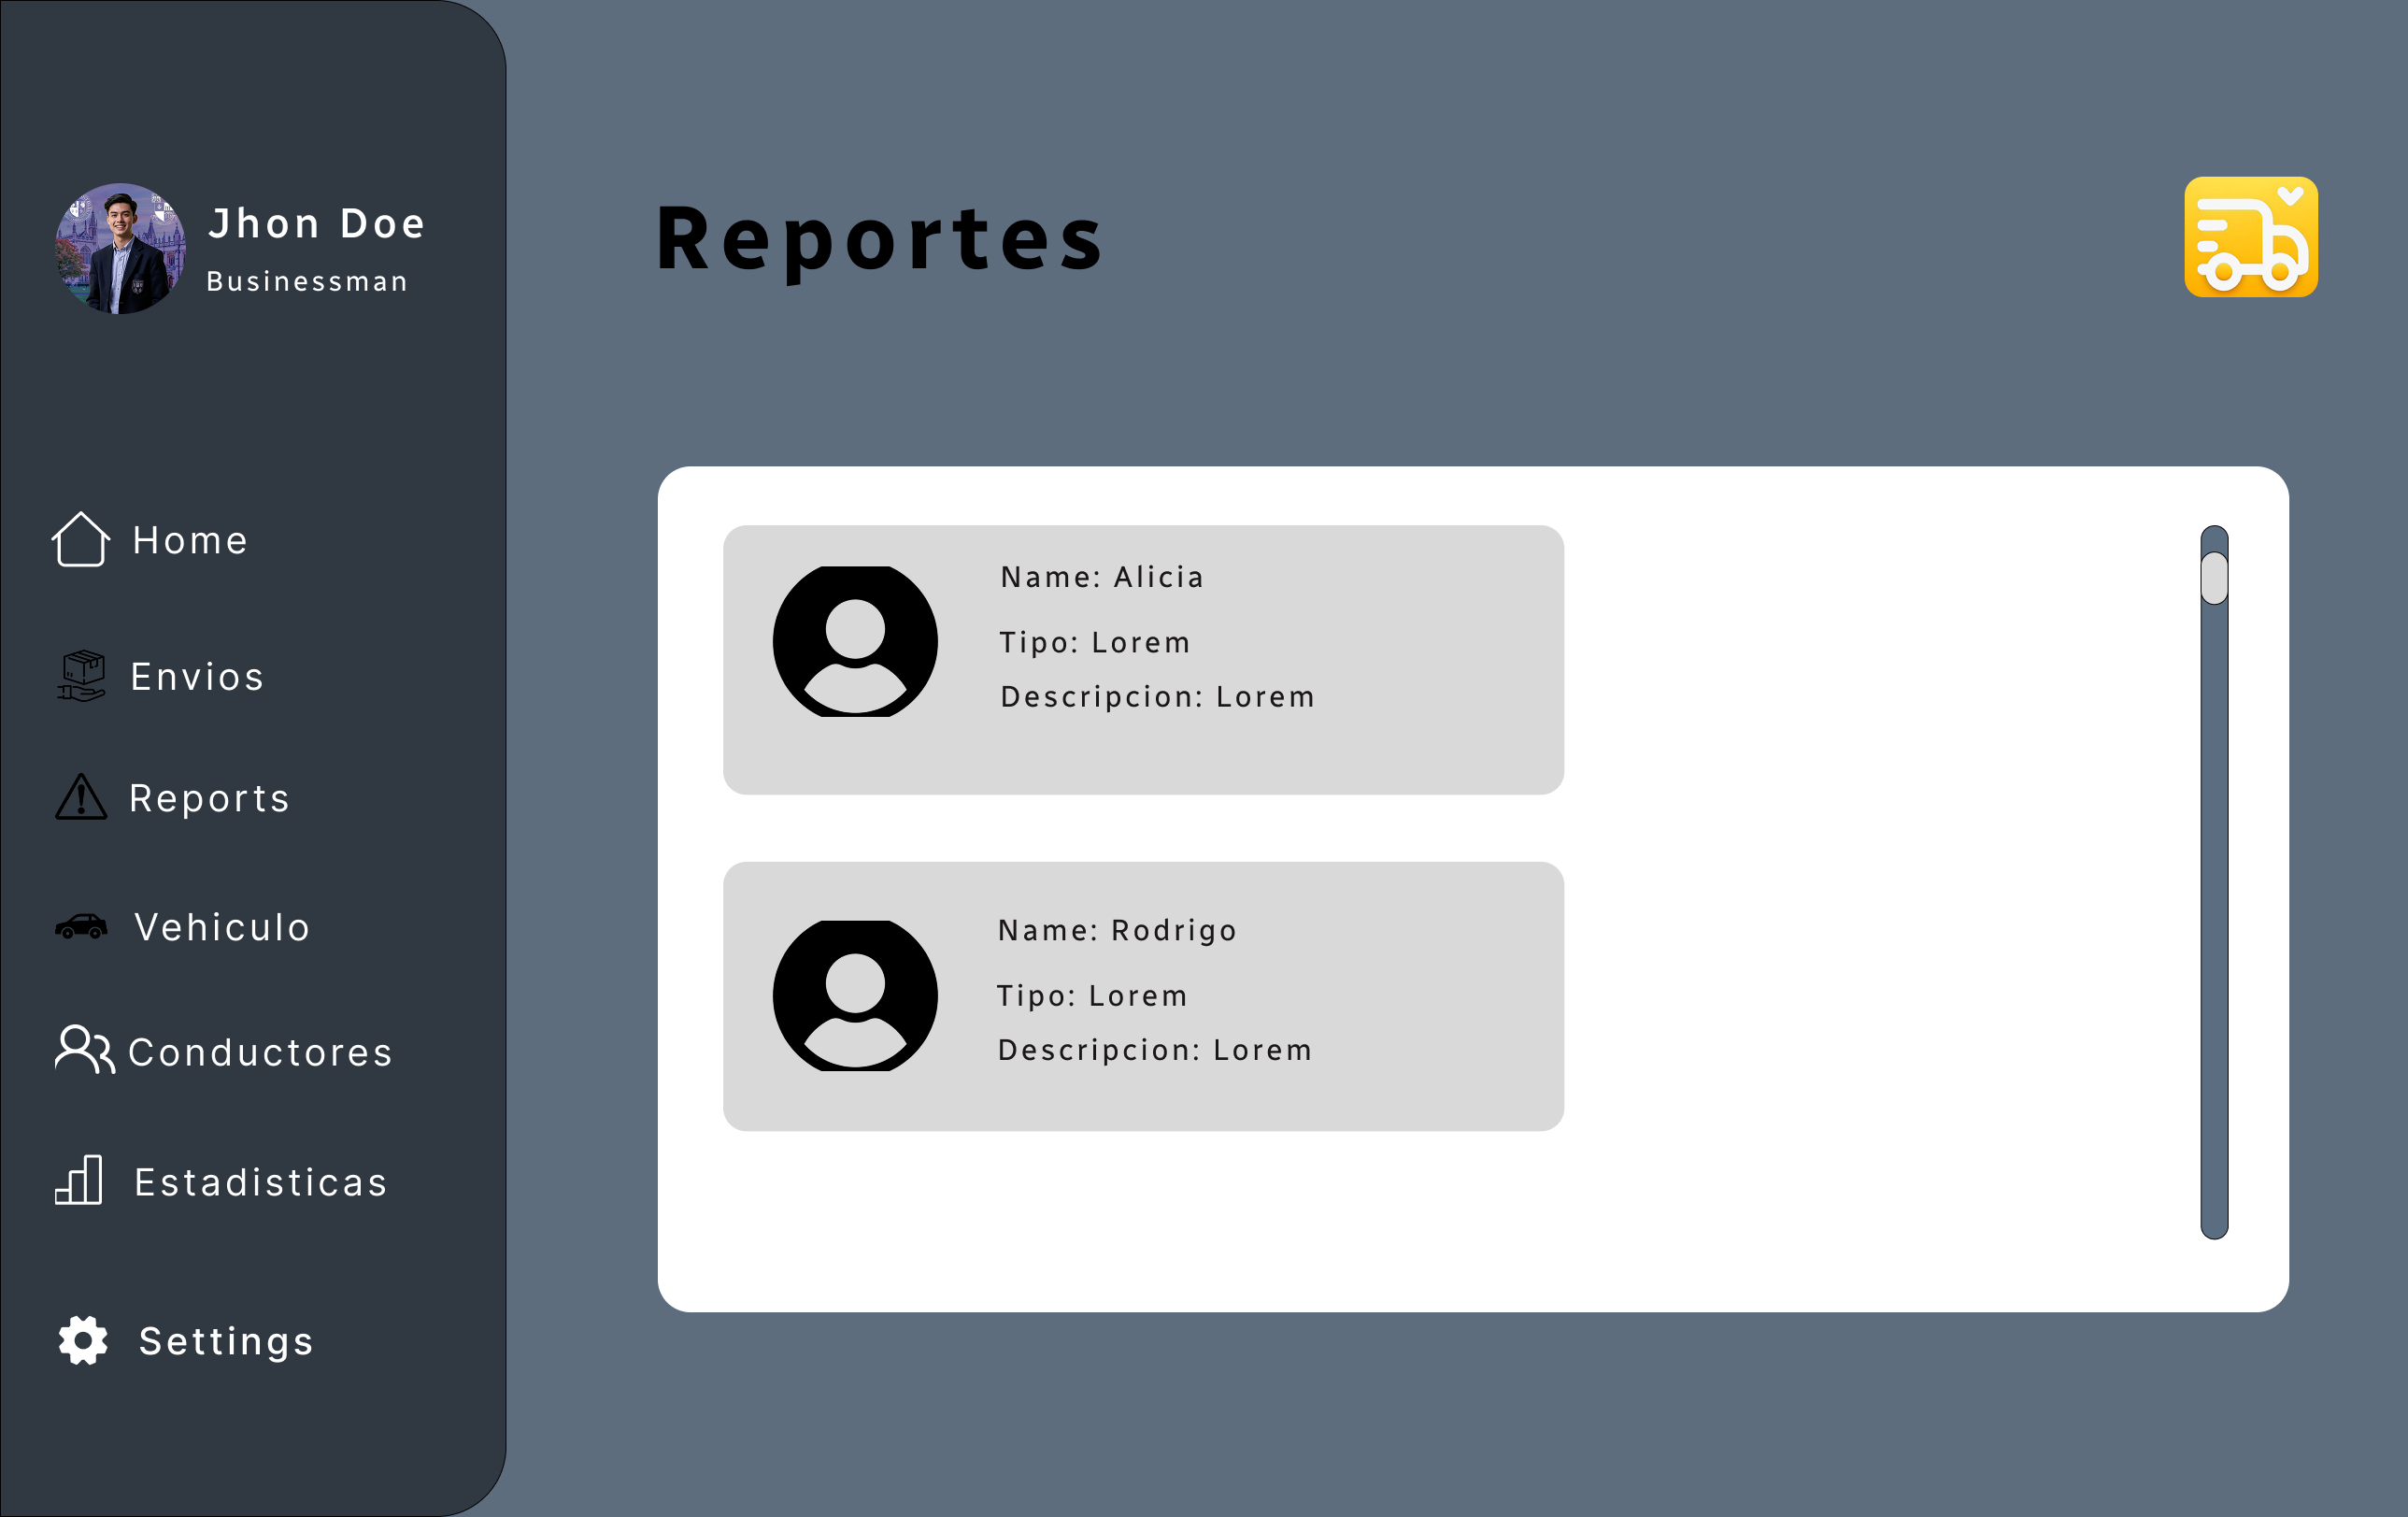 Jhon Doe
Businessman
Home
Envios
Reports
Vehiculo
Conductores
Estadisticas
Settings
Reportes
Name: Alicia
Tipo: Lorem
Descripcion: Lorem
Name: Rodrigo
Tipo: Lorem
Descripcion: Lorem